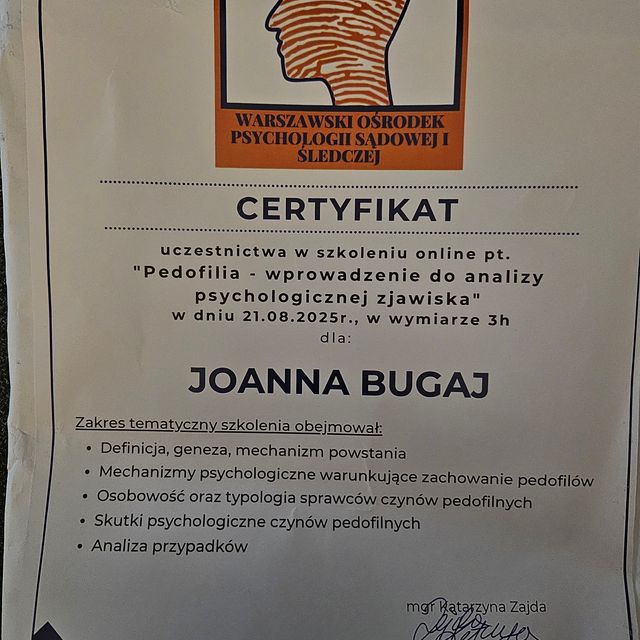 WARSZAWSKI OŚRODEK
PSYCHOLOGII SĄDOWEJ I
ŚLEDCZEJ
CERTYFIKAT
uczestnictwa w szkoleniu online pt.
"Pedofilia - wprowadzenie do analizy
psychologicznej zjawiska"
w dniu 21.08.2025r., w wymiarze 3h
dla:
JOANNA BUGAJ
Zakres tematyczny szkolenia obejmował:
• Definicja, geneza, mechanizm powstania
• Mechanizmy psychologiczne warunkujące zachowanie pedofilów
• Osobowość oraz typologia sprawców czynów pedofilnych
• Skutki psychologiczne czynów pedofilnych
• Analiza przypadków
mgr Katarzyna Zajda